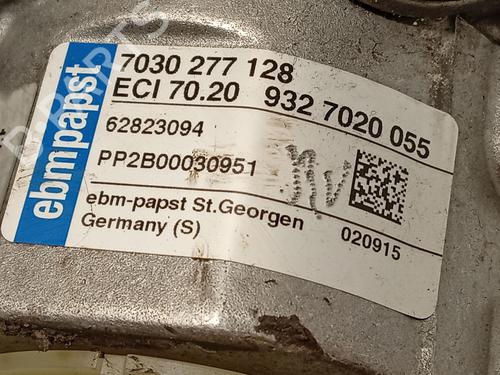 ebmpapst
7030 277 128
ECI 70.20 932 7020 055
62823094
PP2B00030951
ebm-papst St.Georgen
Germany (S)
020915